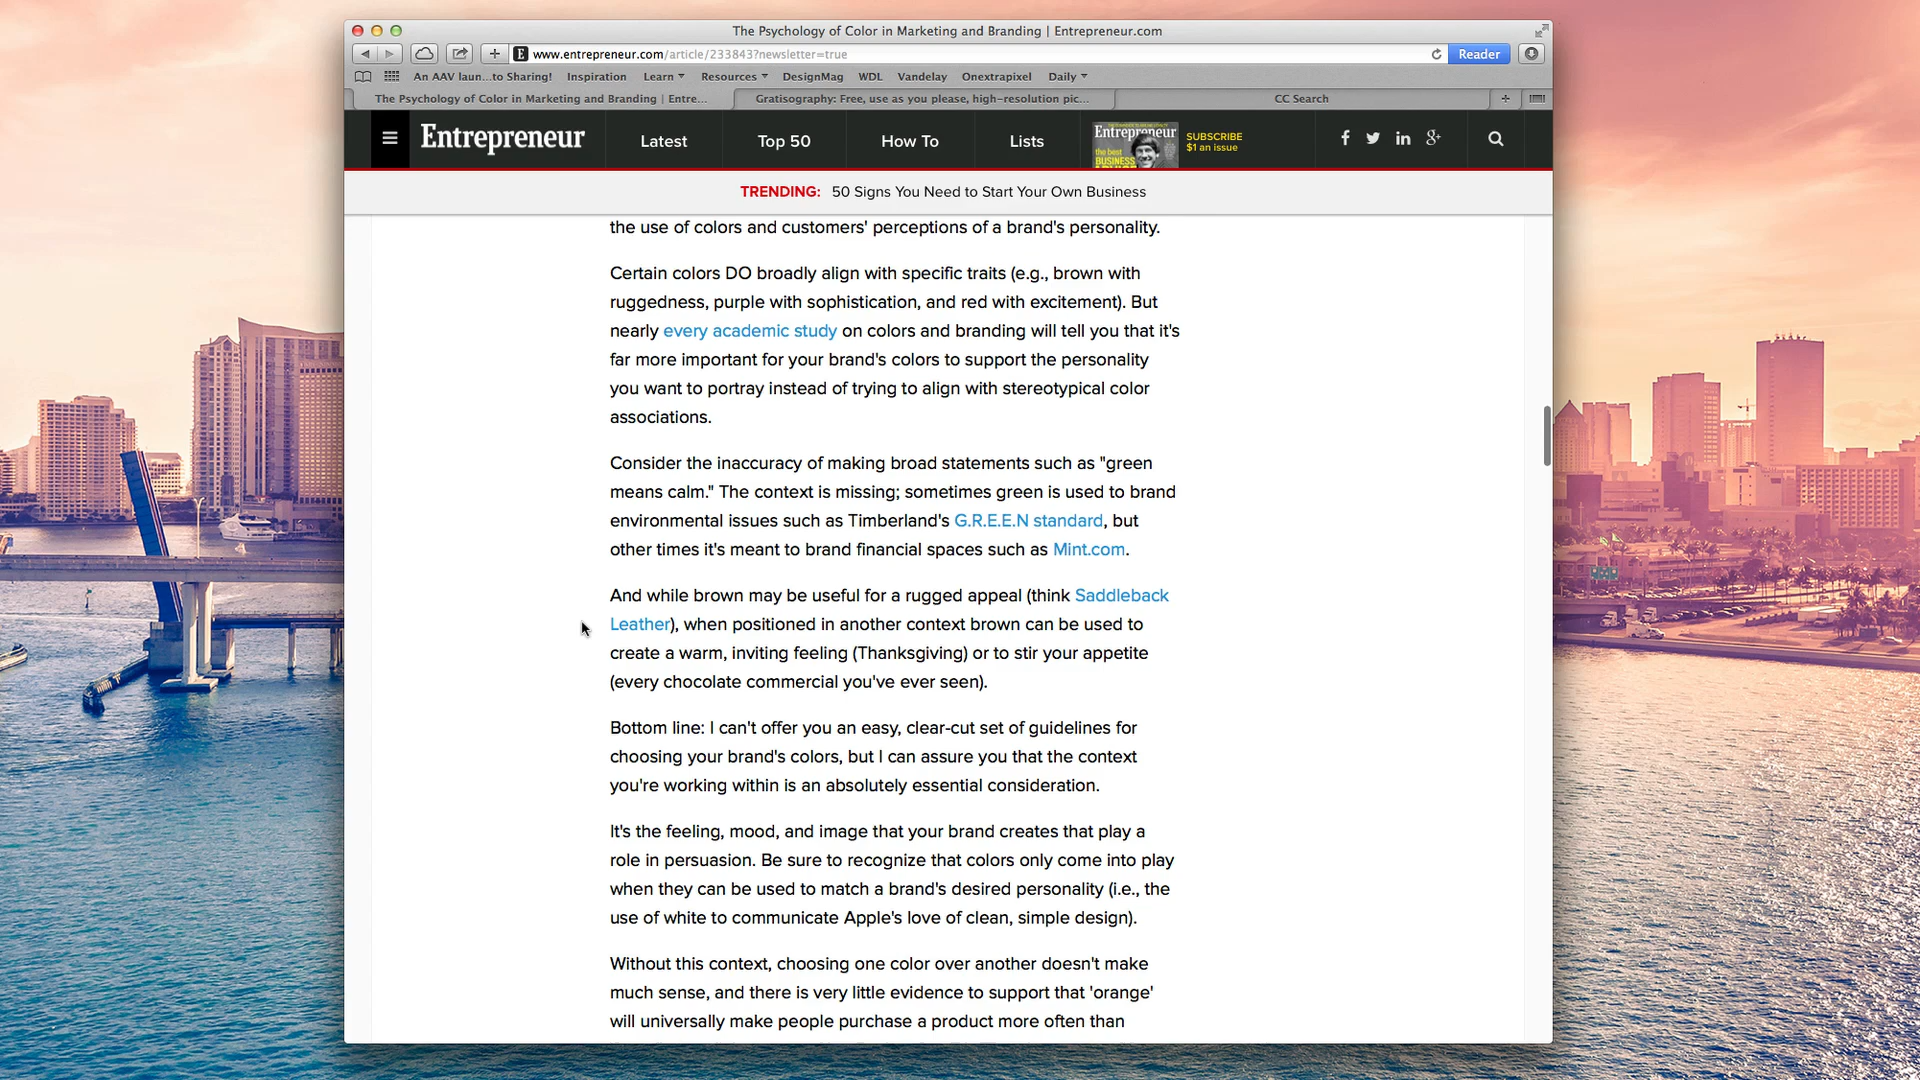 The Psychology of Color in Marketing and Branding | Entrepreneur.com
www.entrepreneur.com/article/233843?newsletter=true
Reader
An AAV laun...to Sharing!
Inspiration
Learn
Resources
DesignMag
WDL
Vandelay
Onextrapixel
Daily
The Psychology of Color in Marketing and Branding | Entre...
Gratisography: Free, use as you please, high-resolution pic...
CC Search
Entrepreneur
Latest
Top 50
How To
Lists
Entrepreneur
the best
BUSINESS
SUBSCRIBE
$1 an issue
TRENDING: 50 Signs You Need to Start Your Own Business
the use of colors and customers' perceptions of a brand's personality.
Certain colors DO broadly align with specific traits (e.g., brown with
ruggedness, purple with sophistication, and red with excitement). But
nearly every academic study on colors and branding will tell you that it's
far more important for your brand's colors to support the personality
you want to portray instead of trying to align with stereotypical color
associations.
Consider the inaccuracy of making broad statements such as "green
means calm." The context is missing; sometimes green is used to brand
environmental issues such as Timberland's G.R.E.E.N standard, but
other times it's meant to brand financial spaces such as Mint.com.
And while brown may be useful for a rugged appeal (think Saddleback
Leather), when positioned in another context brown can be used to
create a warm, inviting feeling (Thanksgiving) or to stir your appetite
(every chocolate commercial you've ever seen).
Bottom line: I can't offer you an easy, clear-cut set of guidelines for
choosing your brand's colors, but I can assure you that the context
you're working within is an absolutely essential consideration.
It's the feeling, mood, and image that your brand creates that play a
role in persuasion. Be sure to recognize that colors only come into play
when they can be used to match a brand's desired personality (i.e., the
use of white to communicate Apple's love of clean, simple design).
Without this context, choosing one color over another doesn't make
much sense, and there is very little evidence to support that 'orange'
will universally make people purchase a product more often than